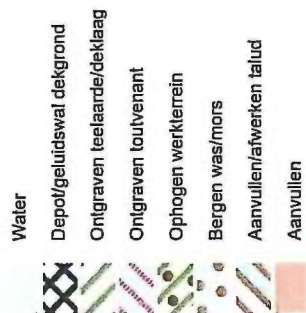 Water
Depot/geluidswal dekgrond
Ontgraven teelaarde/deklaag
Ontgraven toutvenant
Ophogen werkterrein
Bergen was/mors
Aanvullen/afwerken talud
Aanvullen